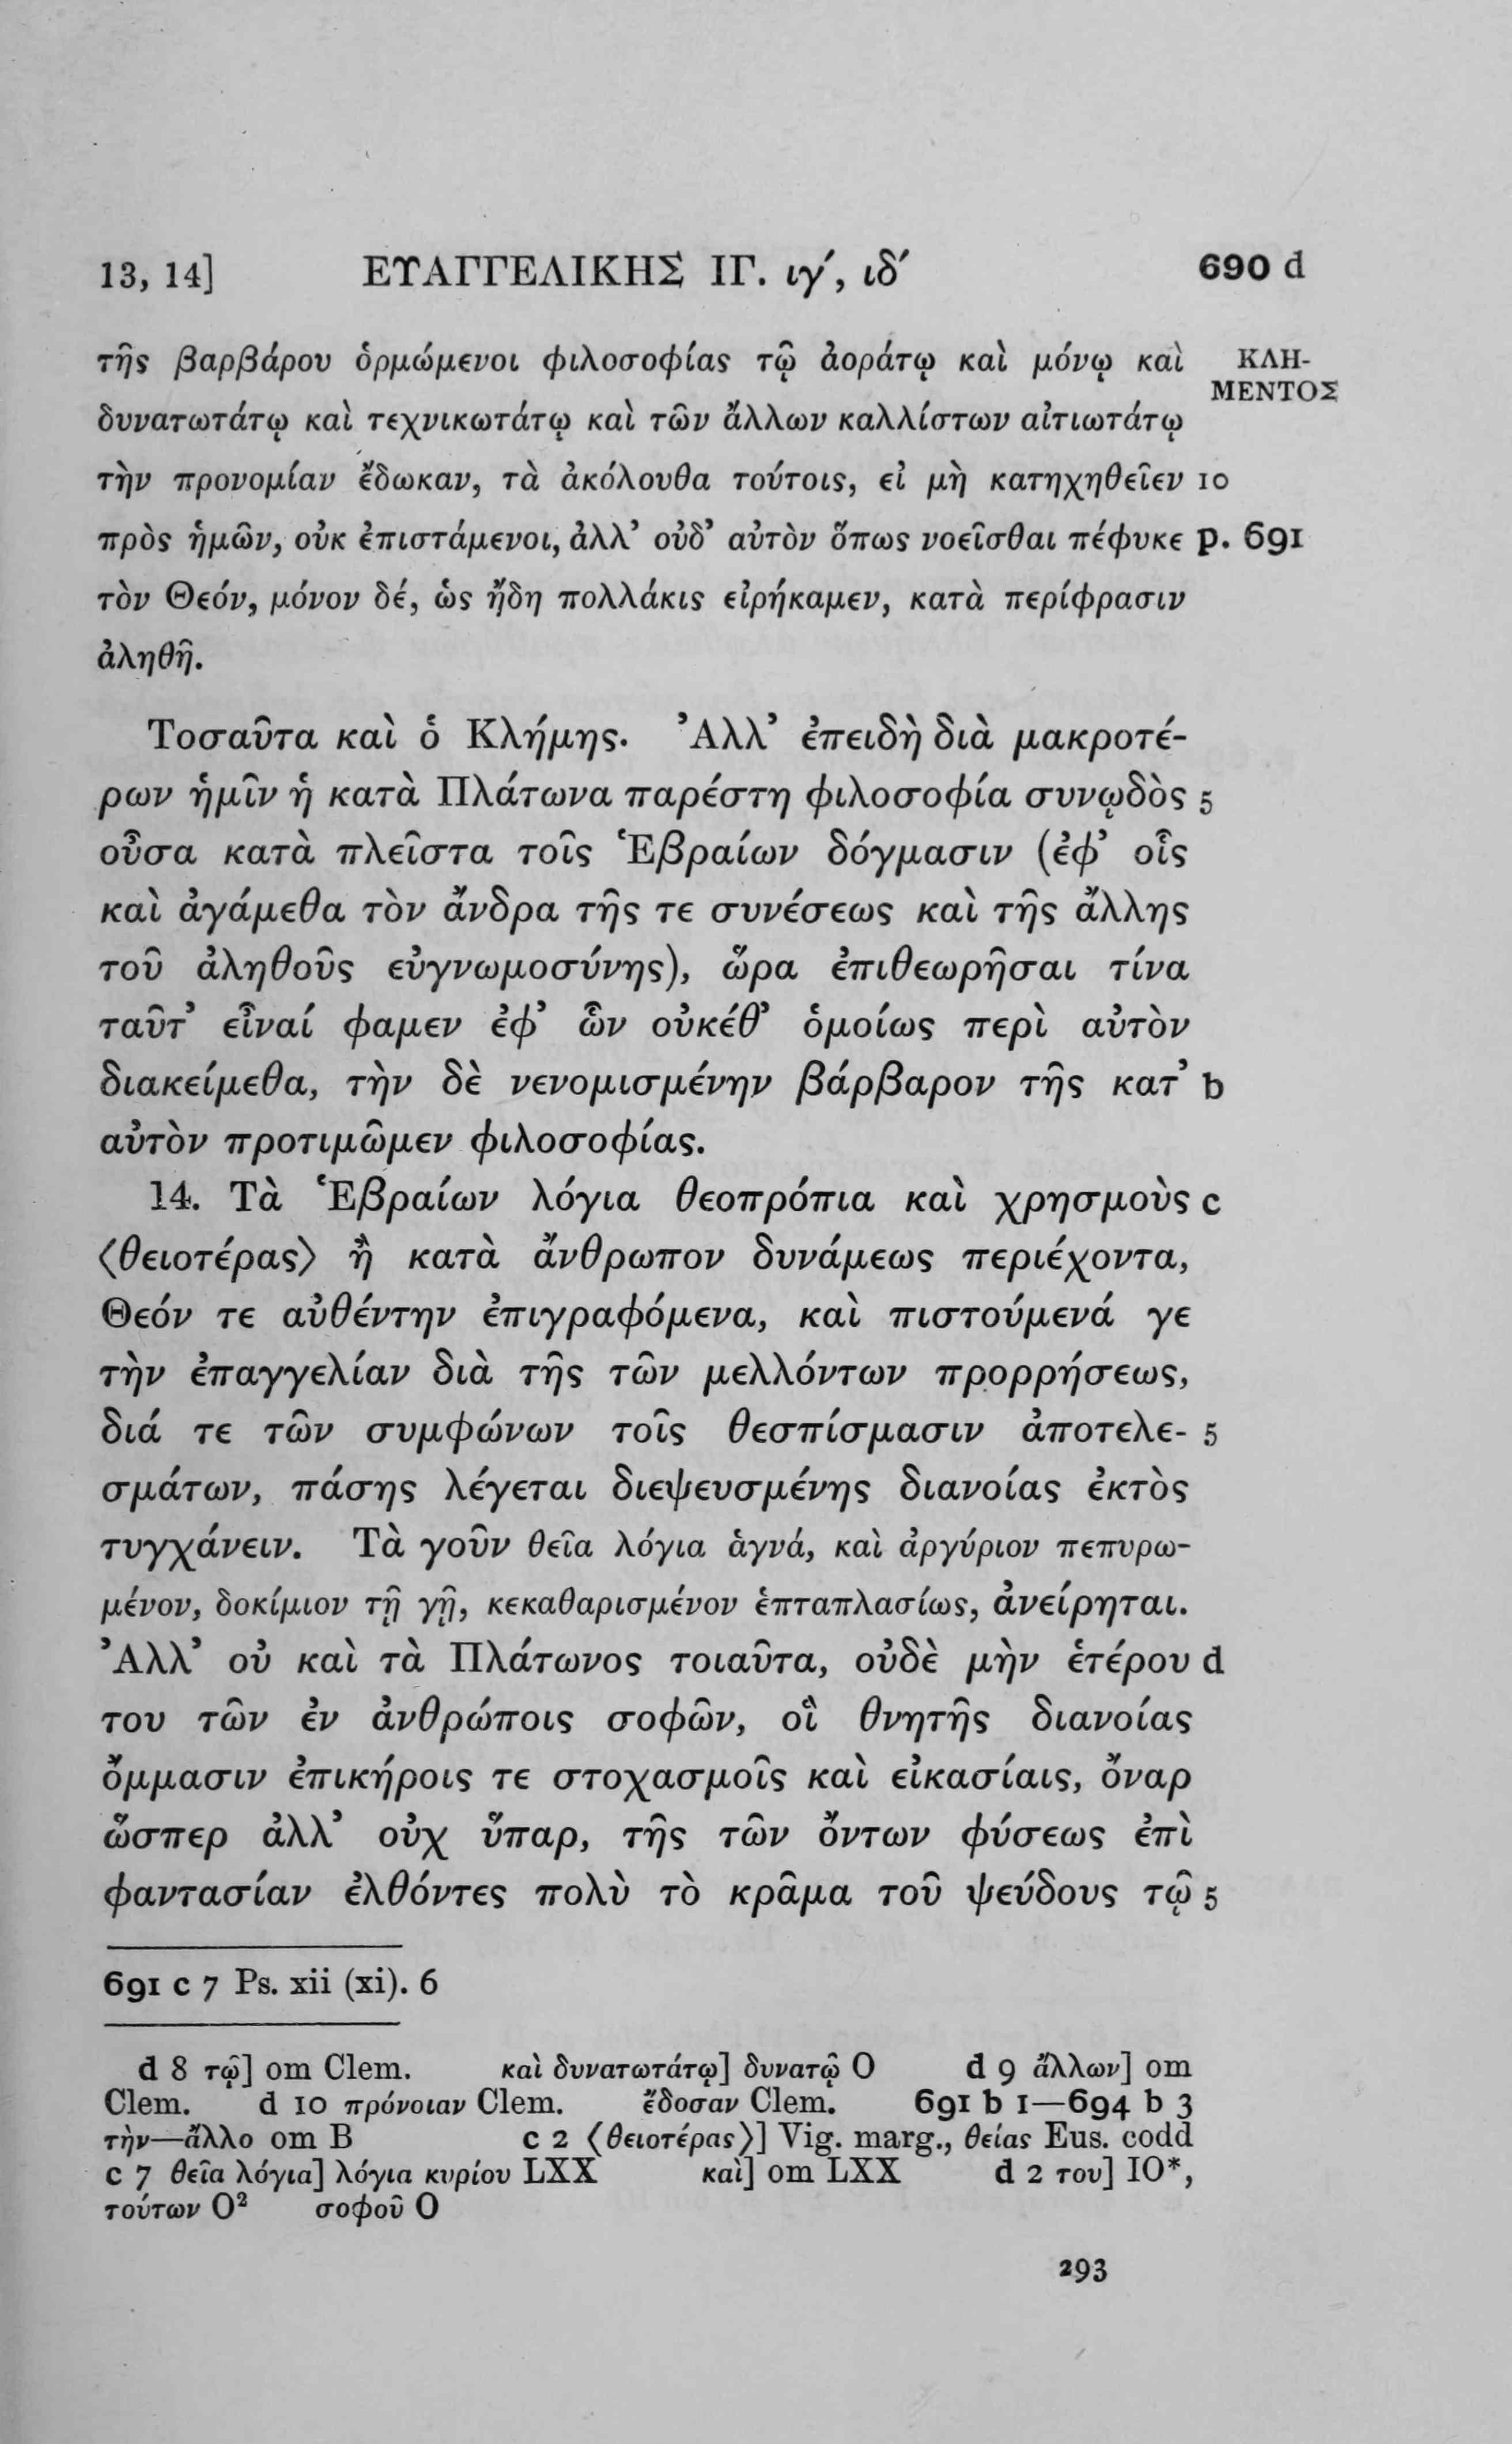 13, 14] ΕΥΑΓΓΕΛΙΚΗΣ ΙΓ. ιγ′, ιδ′ 690 d
τῆς βαρβάρου ὁρμώμενοι φιλοσοφίας τῷ ἀοράτῳ καὶ μόνῳ καὶ ΚΛΗ-
ΜΕΝΤΟΣ
δυνατωτάτῳ καὶ τεχνικωτάτῳ καὶ τῶν ἄλλων καλλίστων αἰτιωτάτῳ
τὴν προνομίαν ἔδωκαν, τὰ ἀκόλουθα τούτοις, εἰ μὴ κατηχηθεῖεν 10
πρὸς ἡμῶν, οὐκ ἐπιστάμενοι, ἀλλ’ οὐδ’ αὐτὸν ὅπως νοεῖσθαι πέφυκε p. 691
τὸν Θεόν, μόνον δέ, ὡς ἤδη πολλάκις εἰρήκαμεν, κατὰ περίφρασιν
ἀληθῆ.
Τοσαῦτα καὶ ὁ Κλήμης. Ἀλλ’ ἐπειδὴ διὰ μακροτέ-
ρων ἡμῖν ἡ κατὰ Πλάτωνα παρέστη φιλοσοφία συνῳδὸς 5
οὖσα κατὰ πλεῖστα τοῖς Ἑβραίων δόγμασιν (ἐφ’ οἷς
καὶ ἀγάμεθα τὸν ἄνδρα τῆς τε συνέσεως καὶ τῆς ἄλλης
τοῦ ἀληθοῦς εὐγνωμοσύνης), ὥρα ἐπιθεωρῆσαι τίνα
ταῦτ’ εἶναί φαμεν ἐφ’ ὧν οὐκέθ’ ὁμοίως περὶ αὐτὸν
διακείμεθα, τὴν δὲ νενομισμένην βάρβαρον τῆς κατ’ b
αὐτὸν προτιμῶμεν φιλοσοφίας.
14. Τὰ Ἑβραίων λόγια θεοπρόπια καὶ χρησμοὺς c
⟨θειοτέρας⟩ ἢ κατὰ ἄνθρωπον δυνάμεως περιέχοντα,
Θεόν τε αὐθέντην ἐπιγραφόμενα, καὶ πιστούμενά γε
τὴν ἐπαγγελίαν διὰ τῆς τῶν μελλόντων προρρήσεως,
διά τε τῶν συμφώνων τοῖς θεσπίσμασιν ἀποτελε- 5
σμάτων, πάσης λέγεται διεψευσμένης διανοίας ἐκτὸς
τυγχάνειν. Τὰ γοῦν θεῖα λόγια ἁγνά, καὶ ἀργύριον πεπυρω-
μένον, δοκίμιον τῇ γῇ, κεκαθαρισμένον ἑπταπλασίως, ἀνείρηται.
Ἀλλ’ οὐ καὶ τὰ Πλάτωνος τοιαῦτα, οὐδὲ μὴν ἑτέρου d
του τῶν ἐν ἀνθρώποις σοφῶν, οἳ θνητῆς διανοίας
ὄμμασιν ἐπικήροις τε στοχασμοῖς καὶ εἰκασίαις, ὄναρ
ὥσπερ ἀλλ’ οὐχ ὕπαρ, τῆς τῶν ὄντων φύσεως ἐπὶ
φαντασίαν ἐλθόντες πολὺ τὸ κρᾶμα τοῦ ψεύδους τῷ 5
691 c 7 Ps. xii (xi). 6
d 8 τῷ] om Clem. καὶ δυνατωτάτῳ] δυνατῷ O d 9 ἄλλων] om
Clem. d 10 πρόνοιαν Clem. ἔδοσαν Clem. 691 b 1—694 b 3
τὴν—ἄλλο om B c 2 ⟨θειοτέρας⟩] Vig. marg., θείας Eus. codd
c 7 θεῖα λόγια] λόγια κυρίου LXX καὶ] om LXX d 2 του] IO*,
τούτων O² σοφοῦ O
293